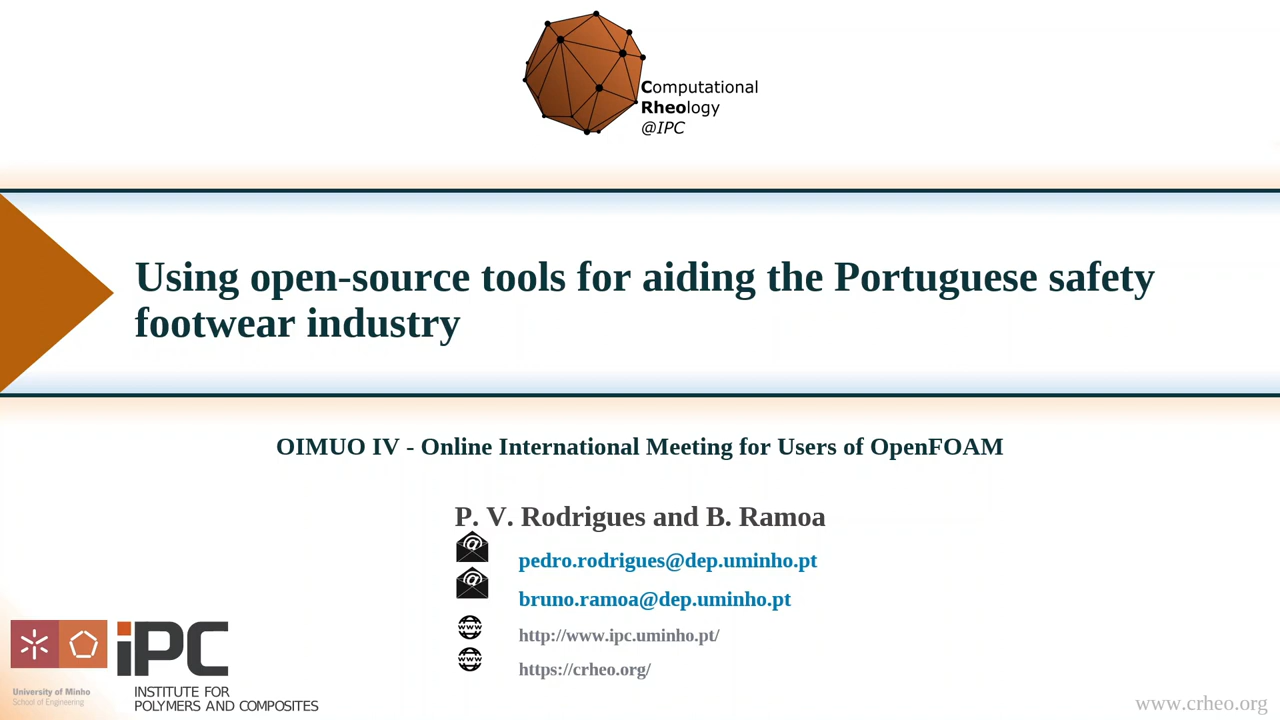 Computational
Rheology
@IPC
Using open-source tools for aiding the Portuguese safety
footwear industry
OIMUO IV - Online International Meeting for Users of OpenFOAM
P. V. Rodrigues and B. Ramoa
@
pedro.rodrigues@dep.uminho.pt
@
bruno.ramoa@dep.uminho.pt
WWW
http://www.ipc.uminho.pt/
WWW
https://crheo.org/
iPC
University of Minho
School of Engineering
INSTITUTE FOR
POLYMERS AND COMPOSITES
www.crheo.org